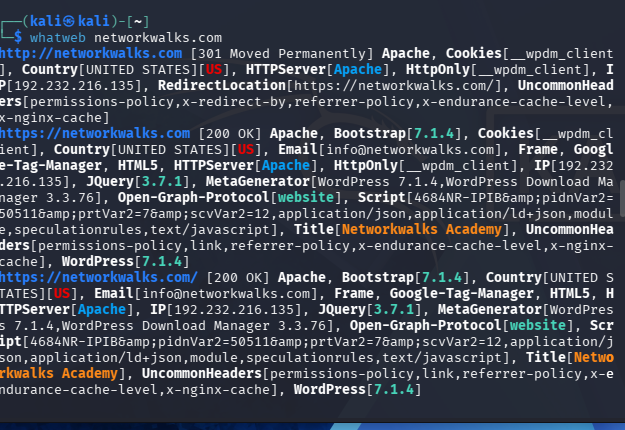 ┌──(kali㉿kali)-[~]
└─$ whatweb networkwalks.com
http://networkwalks.com [301 Moved Permanently] Apache, Cookies[__wpdm_client
], Country[UNITED STATES][US], HTTPServer[Apache], HttpOnly[__wpdm_client], I
P[192.232.216.135], RedirectLocation[https://networkwalks.com/], UncommonHead
ers[permissions-policy,x-redirect-by,referrer-policy,x-endurance-cache-level,
x-nginx-cache]
https://networkwalks.com [200 OK] Apache, Bootstrap[7.1.4], Cookies[__wpdm_cl
ient], Country[UNITED STATES][US], Email[info@networkwalks.com], Frame, Googl
e-Tag-Manager, HTML5, HTTPServer[Apache], HttpOnly[__wpdm_client], IP[192.232
.216.135], JQuery[3.7.1], MetaGenerator[WordPress 7.1.4,WordPress Download Ma
nager 3.3.76], Open-Graph-Protocol[website], Script[4684NR-IPIB&amp;pidnVar2=
50511&amp;prtVar2=7&amp;scvVar2=12,application/json,application/ld+json,modul
e,speculationrules,text/javascript], Title[Networkwalks Academy], UncommonHea
ders[permissions-policy,link,referrer-policy,x-endurance-cache-level,x-nginx-
cache], WordPress[7.1.4]
https://networkwalks.com/ [200 OK] Apache, Bootstrap[7.1.4], Country[UNITED S
TATES][US], Email[info@networkwalks.com], Frame, Google-Tag-Manager, HTML5, H
TTPServer[Apache], IP[192.232.216.135], JQuery[3.7.1], MetaGenerator[WordPres
s 7.1.4,WordPress Download Manager 3.3.76], Open-Graph-Protocol[website], Scr
ipt[4684NR-IPIB&amp;pidnVar2=50511&amp;prtVar2=7&amp;scvVar2=12,application/j
son,application/ld+json,module,speculationrules,text/javascript], Title[Netwo
rkwalks Academy], UncommonHeaders[permissions-policy,link,referrer-policy,x-e
ndurance-cache-level,x-nginx-cache], WordPress[7.1.4]